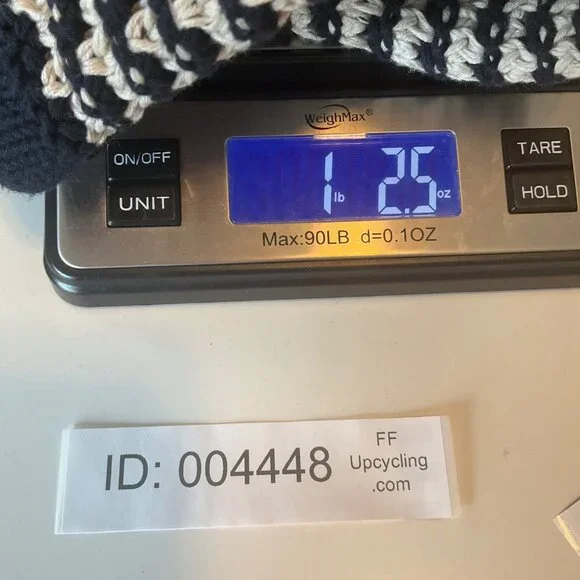 WeighMax®
ON/OFF
UNIT
1 lb 2.5 oz
TARE
HOLD
Max:90LB d=0.1OZ
ID: 004448
FF
Upcycling
.com